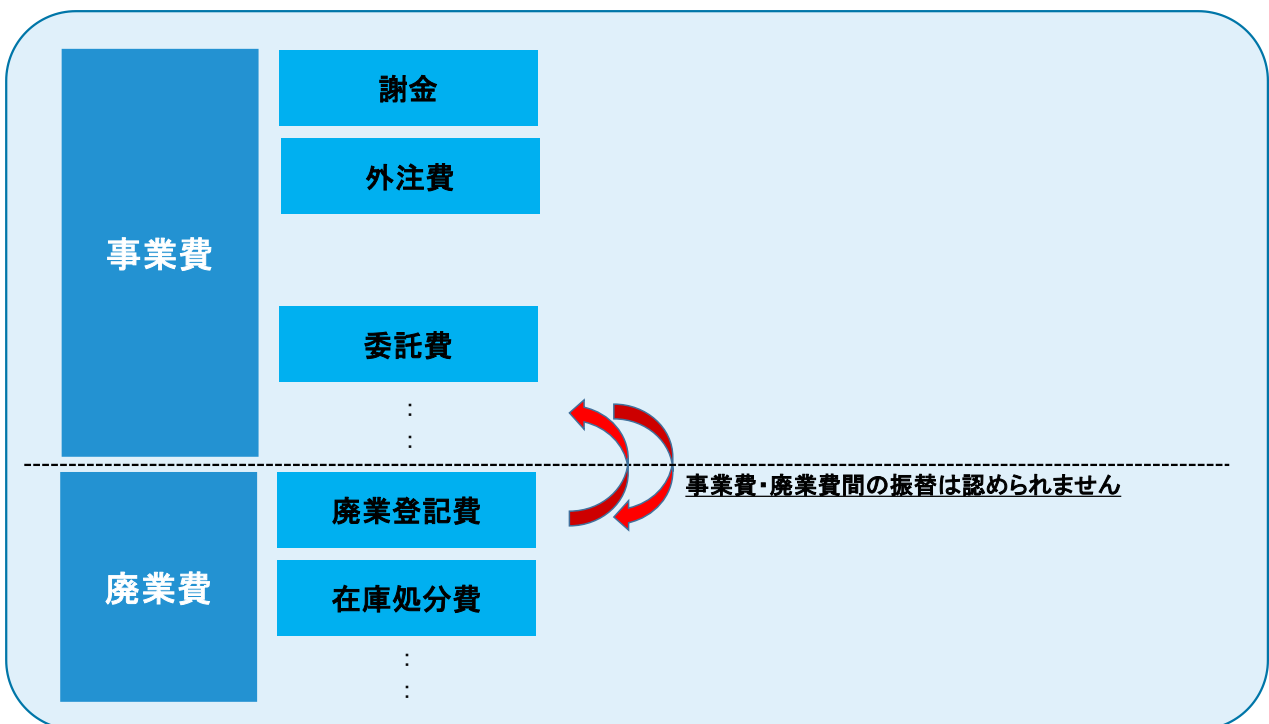 事業費
謝金
外注費
委託費
:
:
事業費・廃業費間の振替は認められません
廃業費
廃業登記費
在庫処分費
:
: